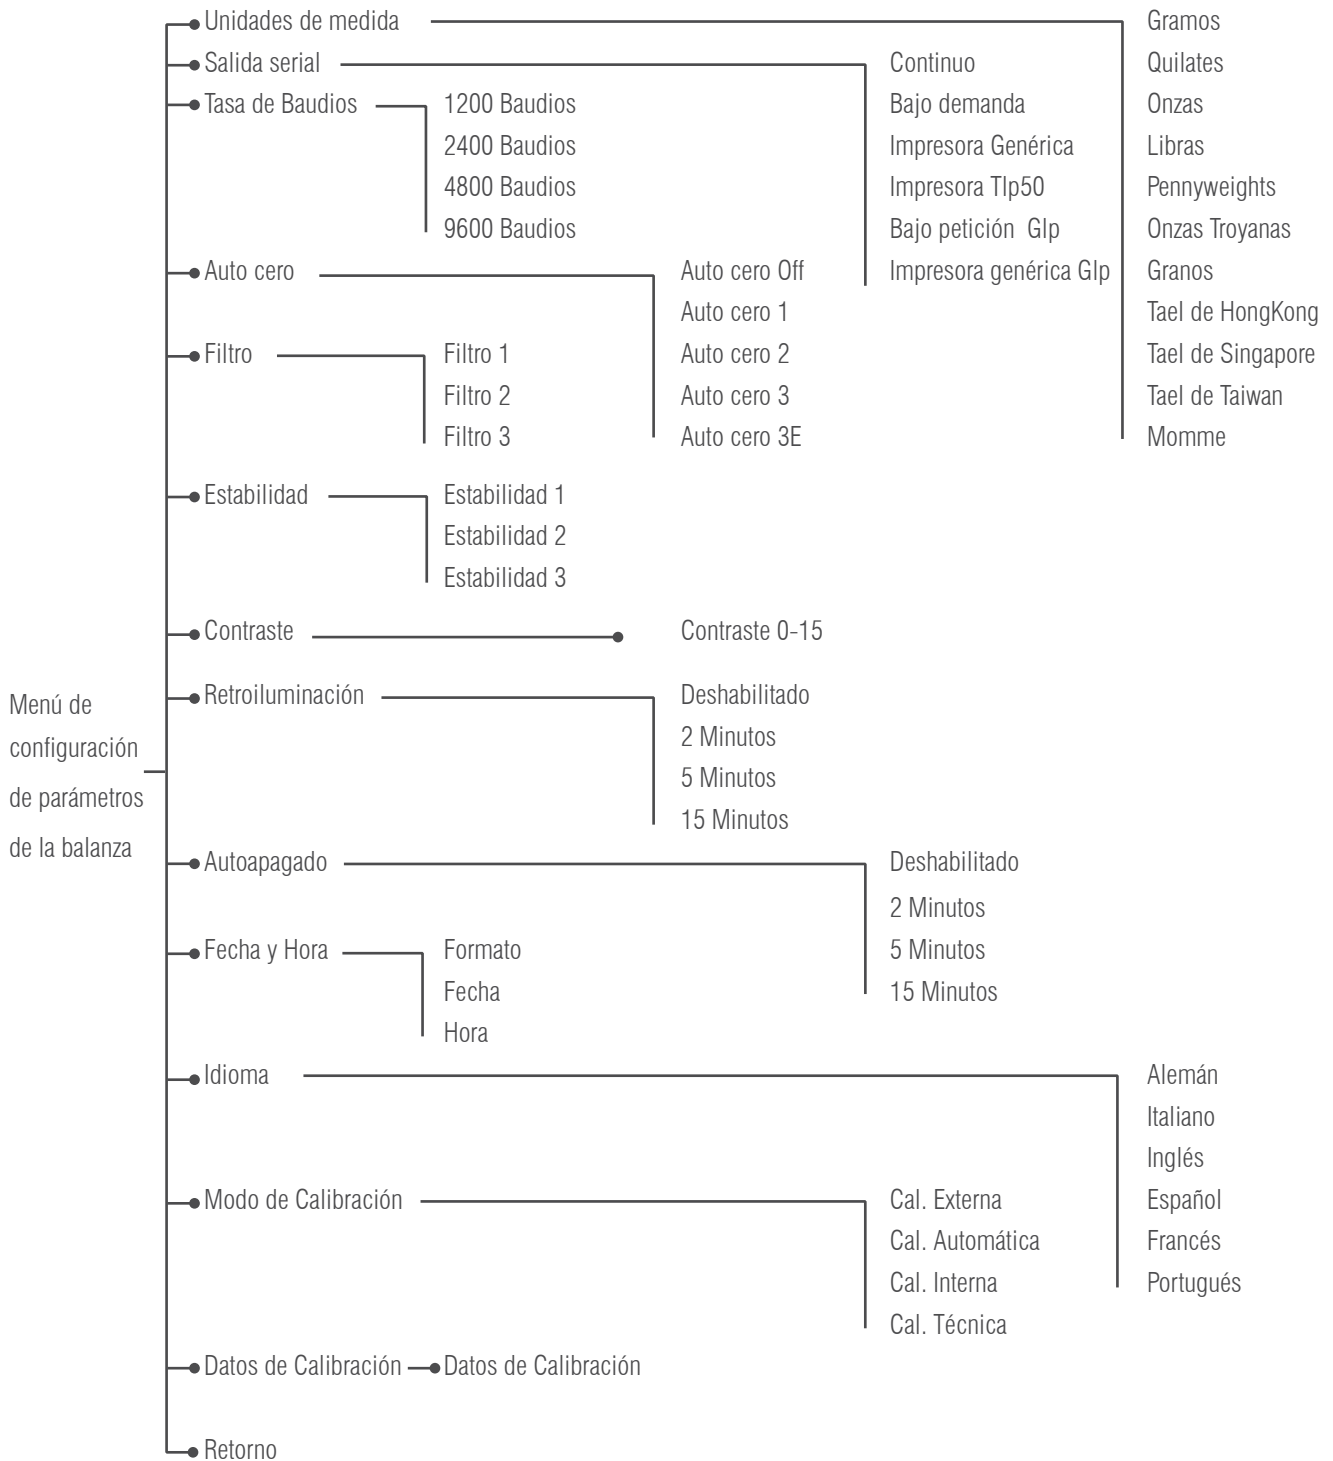 Unidades de medida
Gramos
Quilates
Onzas
Libras
Pennyweights
Onzas Troyanas
Granos
Tael de HongKong
Tael de Singapore
Tael de Taiwan
Momme
Salida serial
Continuo
Bajo demanda
Impresora Genérica
Impresora Tlp50
Bajo petición Glp
Impresora genérica Glp
Tasa de Baudios
1200 Baudios
2400 Baudios
4800 Baudios
9600 Baudios
Auto cero
Auto cero Off
Auto cero 1
Auto cero 2
Auto cero 3
Auto cero 3E
Filtro
Filtro 1
Filtro 2
Filtro 3
Estabilidad
Estabilidad 1
Estabilidad 2
Estabilidad 3
Contraste
Contraste 0-15
Menú de
configuración
de parámetros
de la balanza
Retroiluminación
Deshabilitado
2 Minutos
5 Minutos
15 Minutos
Autoapagado
Deshabilitado
2 Minutos
5 Minutos
15 Minutos
Fecha y Hora
Formato
Fecha
Hora
Idioma
Alemán
Italiano
Inglés
Español
Francés
Portugués
Modo de Calibración
Cal. Externa
Cal. Automática
Cal. Interna
Cal. Técnica
Datos de Calibración
Datos de Calibración
Retorno